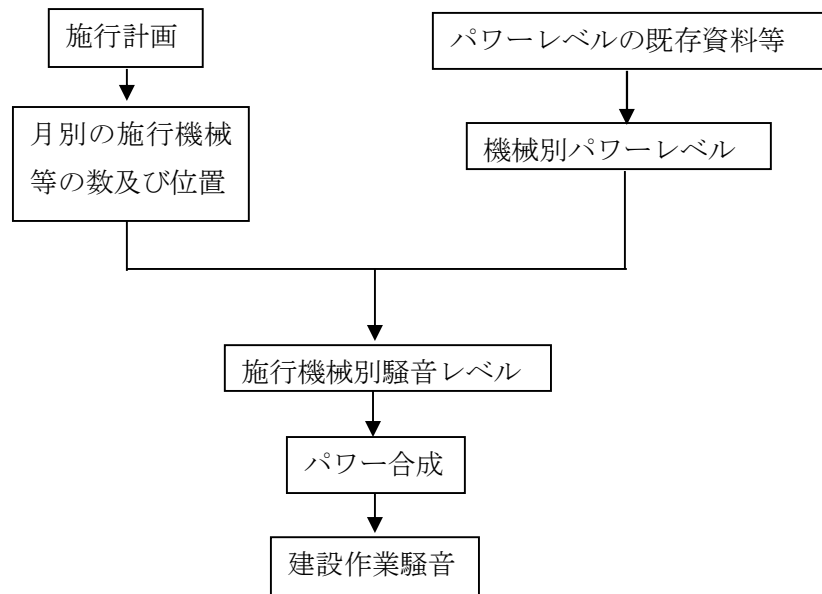 施行計画
パワーレベルの既存資料等
月別の施行機械
等の数及び位置
機械別パワーレベル
施行機械別騒音レベル
パワー合成
建設作業騒音